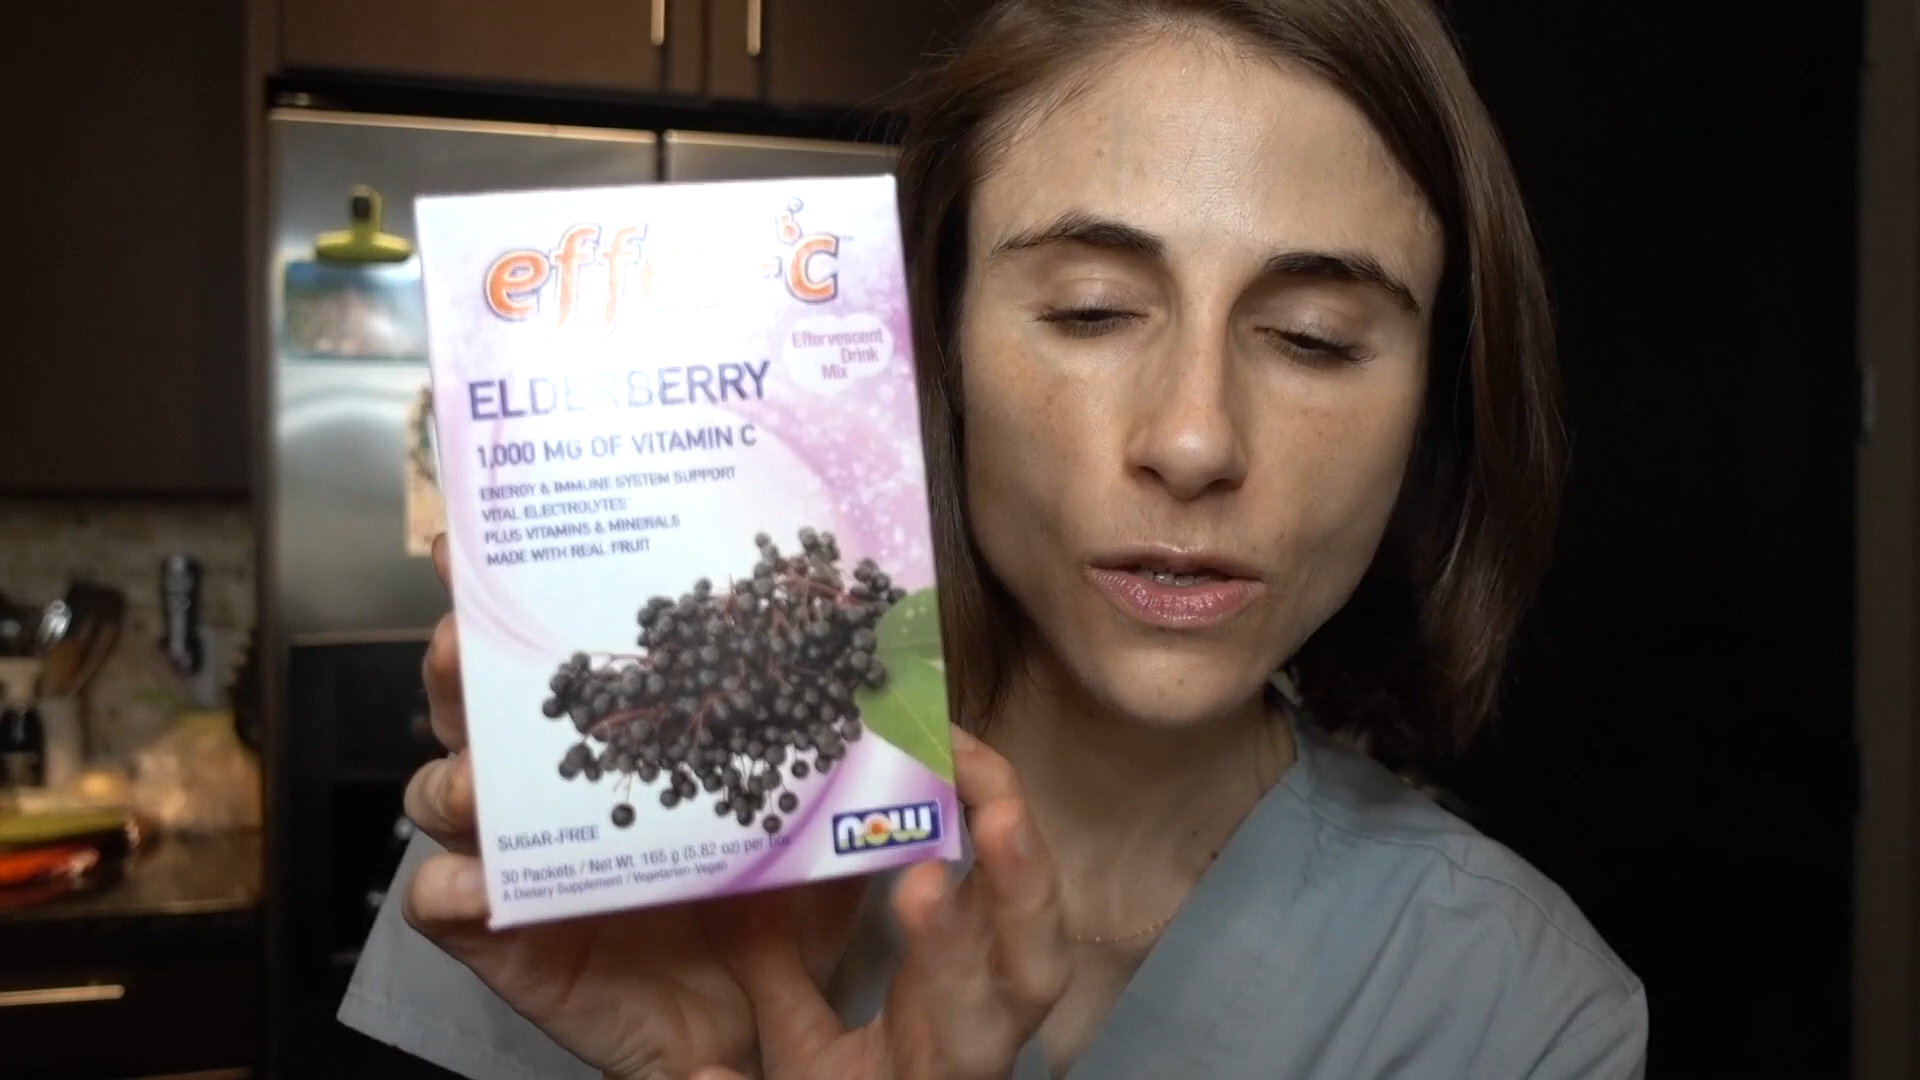 ELDERBERRY
Effervescent
Drink
Mix
1,000 MG OF VITAMIN C
ENERGY & IMMUNE SYSTEM SUPPORT
VITAL ELECTROLYTES*
PLUS VITAMINS & MINERALS
MADE WITH REAL FRUIT
SUGAR-FREE
30 Packets / Net Wt. 165 g (5.82 oz) per box
A Dietary Supplement / Vegetarian-Vegan
NOW